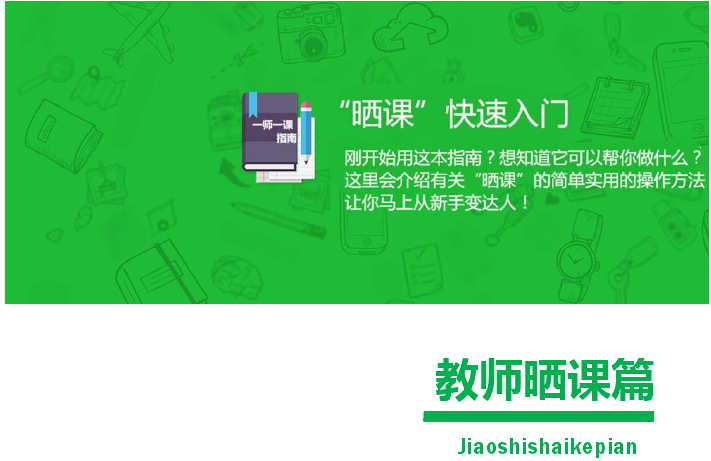 一师一课
指南
“晒课”快速入门
刚开始用这本指南？想知道它可以帮你做什么？
这里会介绍有关“晒课”的简单实用的操作方法
让你马上从新手变达人！
教师晒课篇
Jiaoshishaikepian